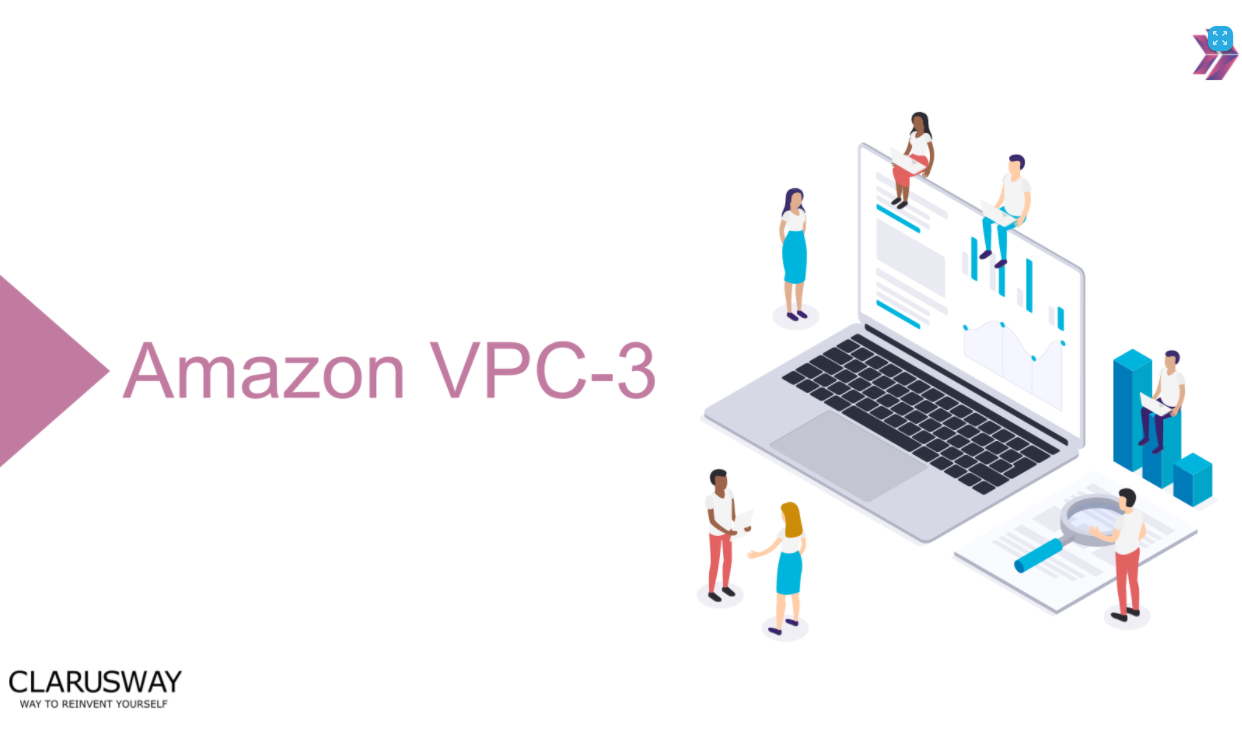 Amazon VPC-3
CLARUSWAY
WAY TO REINVENT YOURSELF